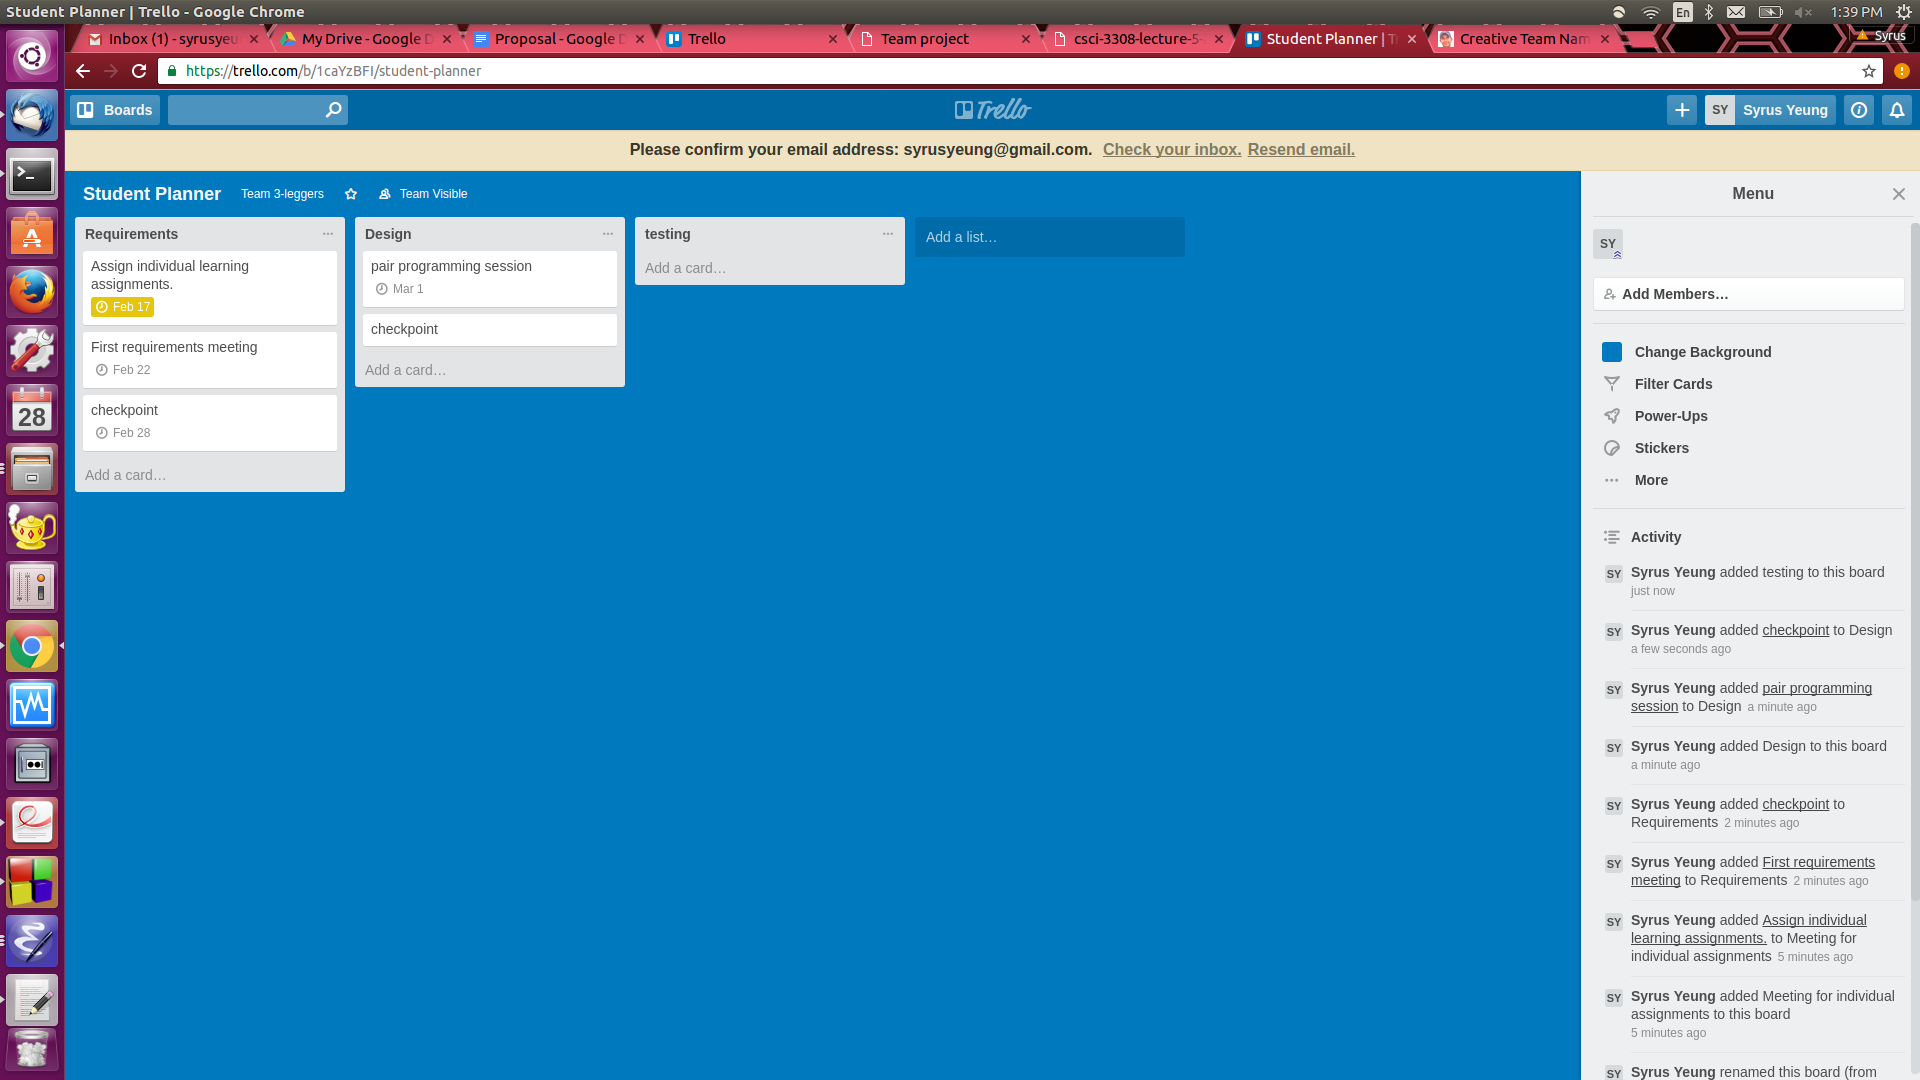 Student Planner | Trello - Google Chrome
En
1:39 PM
Inbox (1) - syrusyeu
My Drive - Google D
Proposal - Google D
Trello
Team project
csci-3308-lecture-5-
Student Planner | T
Creative Team Nam
Syrus
https://trello.com/b/1caYzBFI/student-planner
Boards
Trello
SY
Syrus Yeung
Please confirm your email address: syrusyeung@gmail.com. Check your inbox. Resend email.
Student Planner
Team 3-leggers
Team Visible
Requirements
Assign individual learning
assignments.
Feb 17
First requirements meeting
Feb 22
checkpoint
Feb 28
Add a card…
Design
pair programming session
Mar 1
checkpoint
Add a card…
testing
Add a card…
Add a list…
Menu
SY
Add Members…
Change Background
Filter Cards
Power-Ups
Stickers
More
Activity
SY
Syrus Yeung added testing to this board
just now
SY
Syrus Yeung added checkpoint to Design
a few seconds ago
SY
Syrus Yeung added pair programming
session to Design a minute ago
SY
Syrus Yeung added Design to this board
a minute ago
SY
Syrus Yeung added checkpoint to
Requirements 2 minutes ago
SY
Syrus Yeung added First requirements
meeting to Requirements 2 minutes ago
SY
Syrus Yeung added Assign individual
learning assignments. to Meeting for
individual assignments 5 minutes ago
SY
Syrus Yeung added Meeting for individual
assignments to this board
5 minutes ago
SY
Syrus Yeung renamed this board (from
28